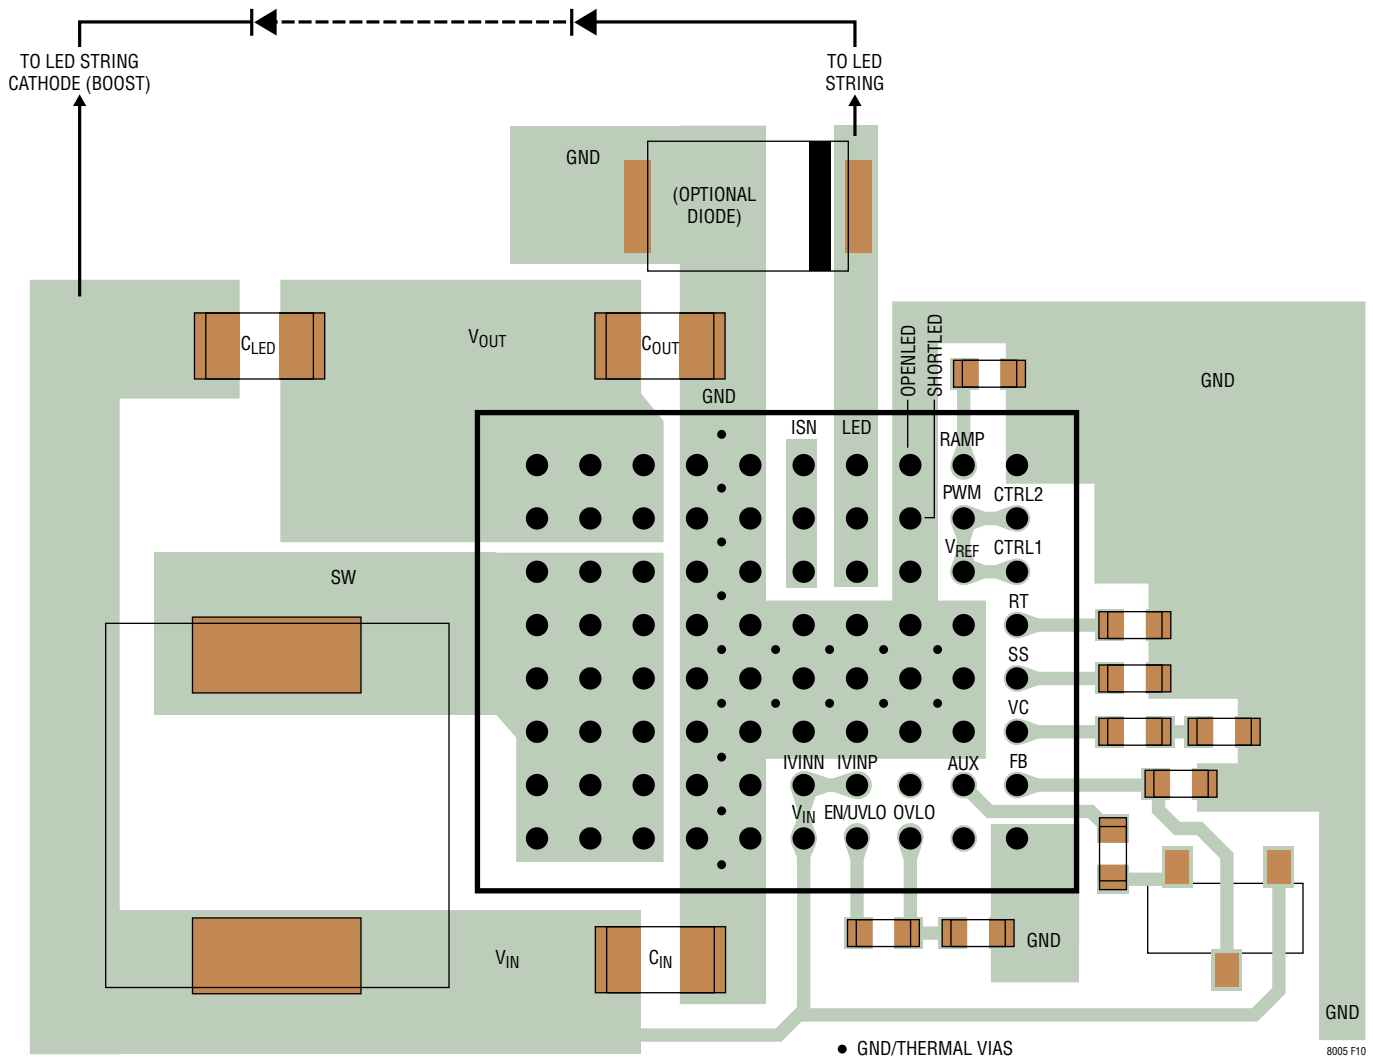 TO LED STRING
CATHODE (BOOST)
TO LED
STRING
GND
(OPTIONAL
DIODE)
CLED
VOUT
COUT
OPENLED
SHORTLED
GND
GND
ISN
LED
RAMP
PWM
CTRL2
VREF
CTRL1
SW
RT
SS
VC
IVINN
IVINP
AUX
FB
VIN
EN/UVLO
OVLO
GND
VIN
CIN
GND
GND/THERMAL VIAS
8005 F10